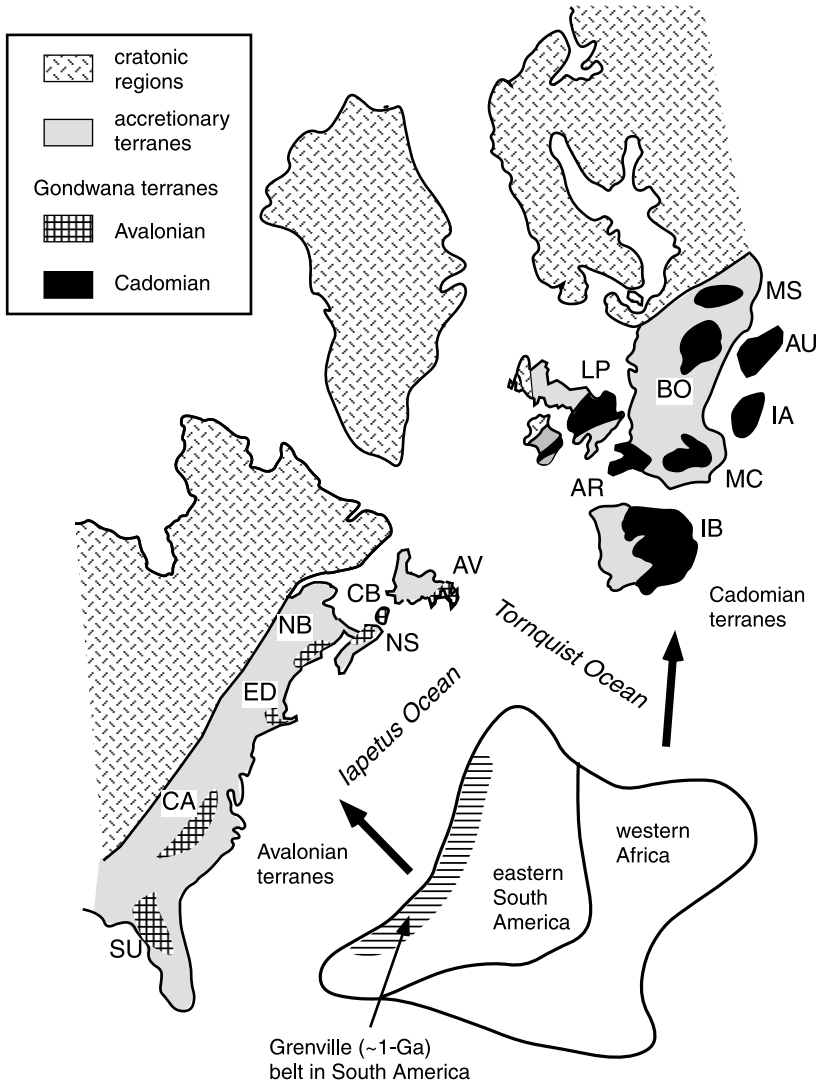 cratonic
regions
accretionary
terranes
Gondwana terranes
Avalonian
Cadomian
MS
AU
LP
BO
IA
AR
MC
IB
Cadomian
terranes
AV
CB
NB
NS
ED
Tornquist Ocean
Iapetus Ocean
CA
Avalonian
terranes
western
Africa
eastern
South
America
SU
Grenville (~1-Ga)
belt in South America